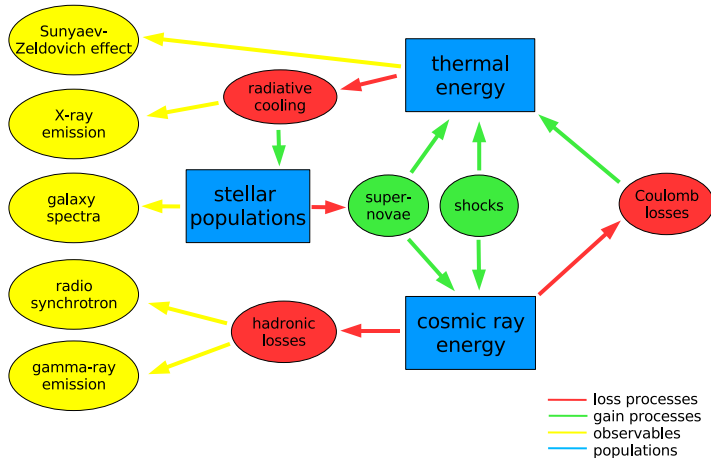 Sunyaev-
Zeldovich effect
thermal
energy
radiative
cooling
X-ray
emission
stellar
populations
super-
novae
shocks
Coulomb
losses
galaxy
spectra
radio
synchrotron
hadronic
losses
cosmic ray
energy
gamma-ray
emission
loss processes
gain processes
observables
populations